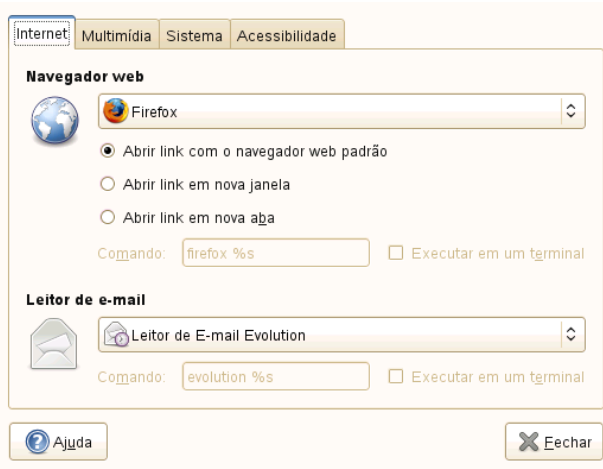 Internet Multimídia Sistema Acessibilidade
Navegador web
Firefox
Abrir link com o navegador web padrão
Abrir link em nova janela
Abrir link em nova aba
Comando: firefox %s Executar em um terminal
Leitor de e-mail
Leitor de E-mail Evolution
Comando: evolution %s Executar em um terminal
Ajuda Fechar